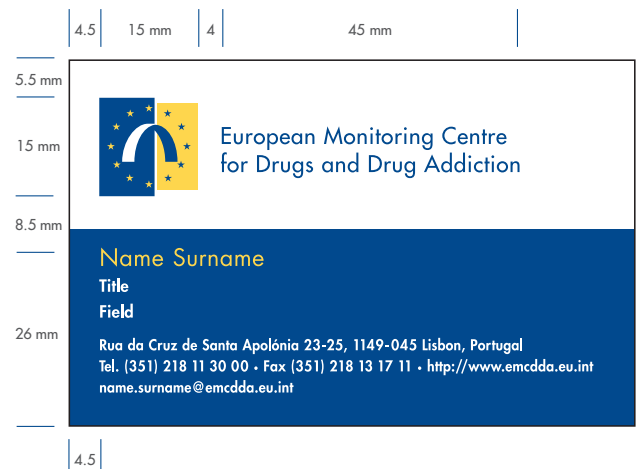 4.5 15 mm 4 45 mm
5.5 mm
15 mm
European Monitoring Centre
for Drugs and Drug Addiction
8.5 mm
Name Surname
Title
Field
26 mm
Rua da Cruz de Santa Apolónia 23-25, 1149-045 Lisbon, Portugal
Tel. (351) 218 11 30 00 • Fax (351) 218 13 17 11 • http://www.emcdda.eu.int
name.surname@emcdda.eu.int
4.5